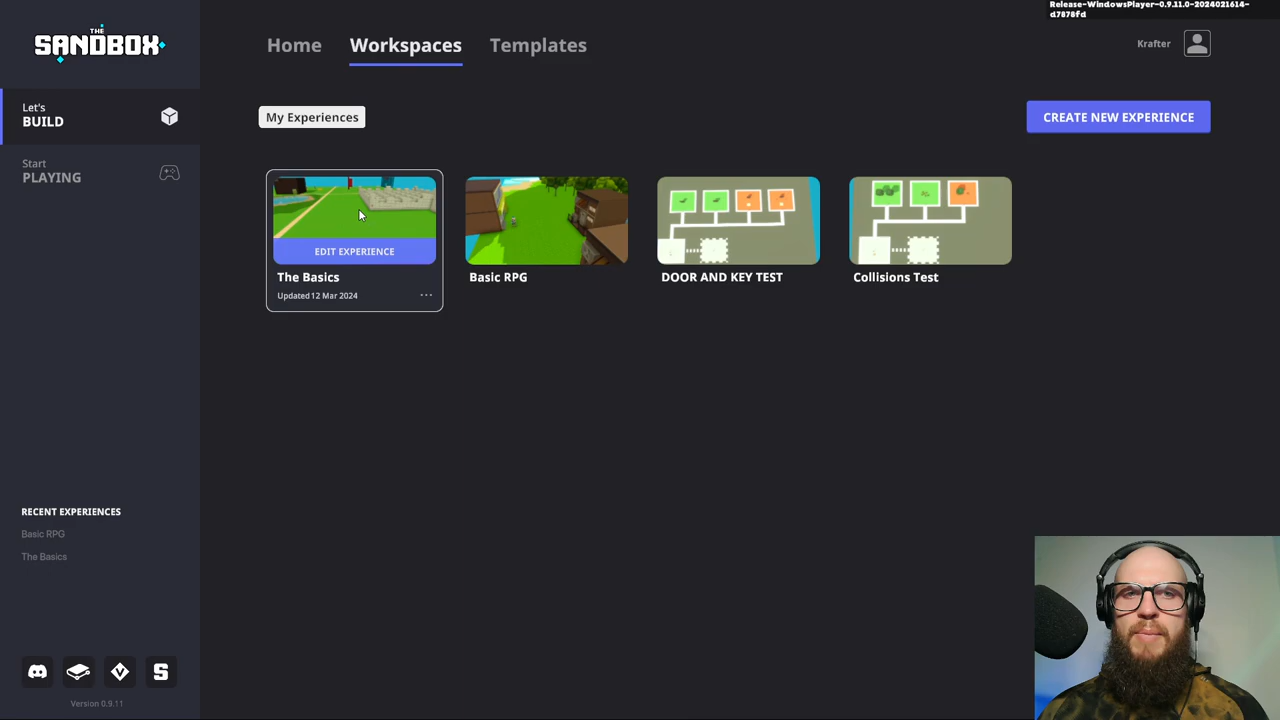 Release-WindowsPlayer-0.9.11.0-2024021614-
d7878fd
THE
SANDBOX
Home
Workspaces
Templates
Krafter
Let's
BUILD
Start
PLAYING
My Experiences
CREATE NEW EXPERIENCE
EDIT EXPERIENCE
The Basics
Updated 12 Mar 2024
...
Basic RPG
DOOR AND KEY TEST
Collisions Test
RECENT EXPERIENCES
Basic RPG
The Basics
S
Version 0.9.11